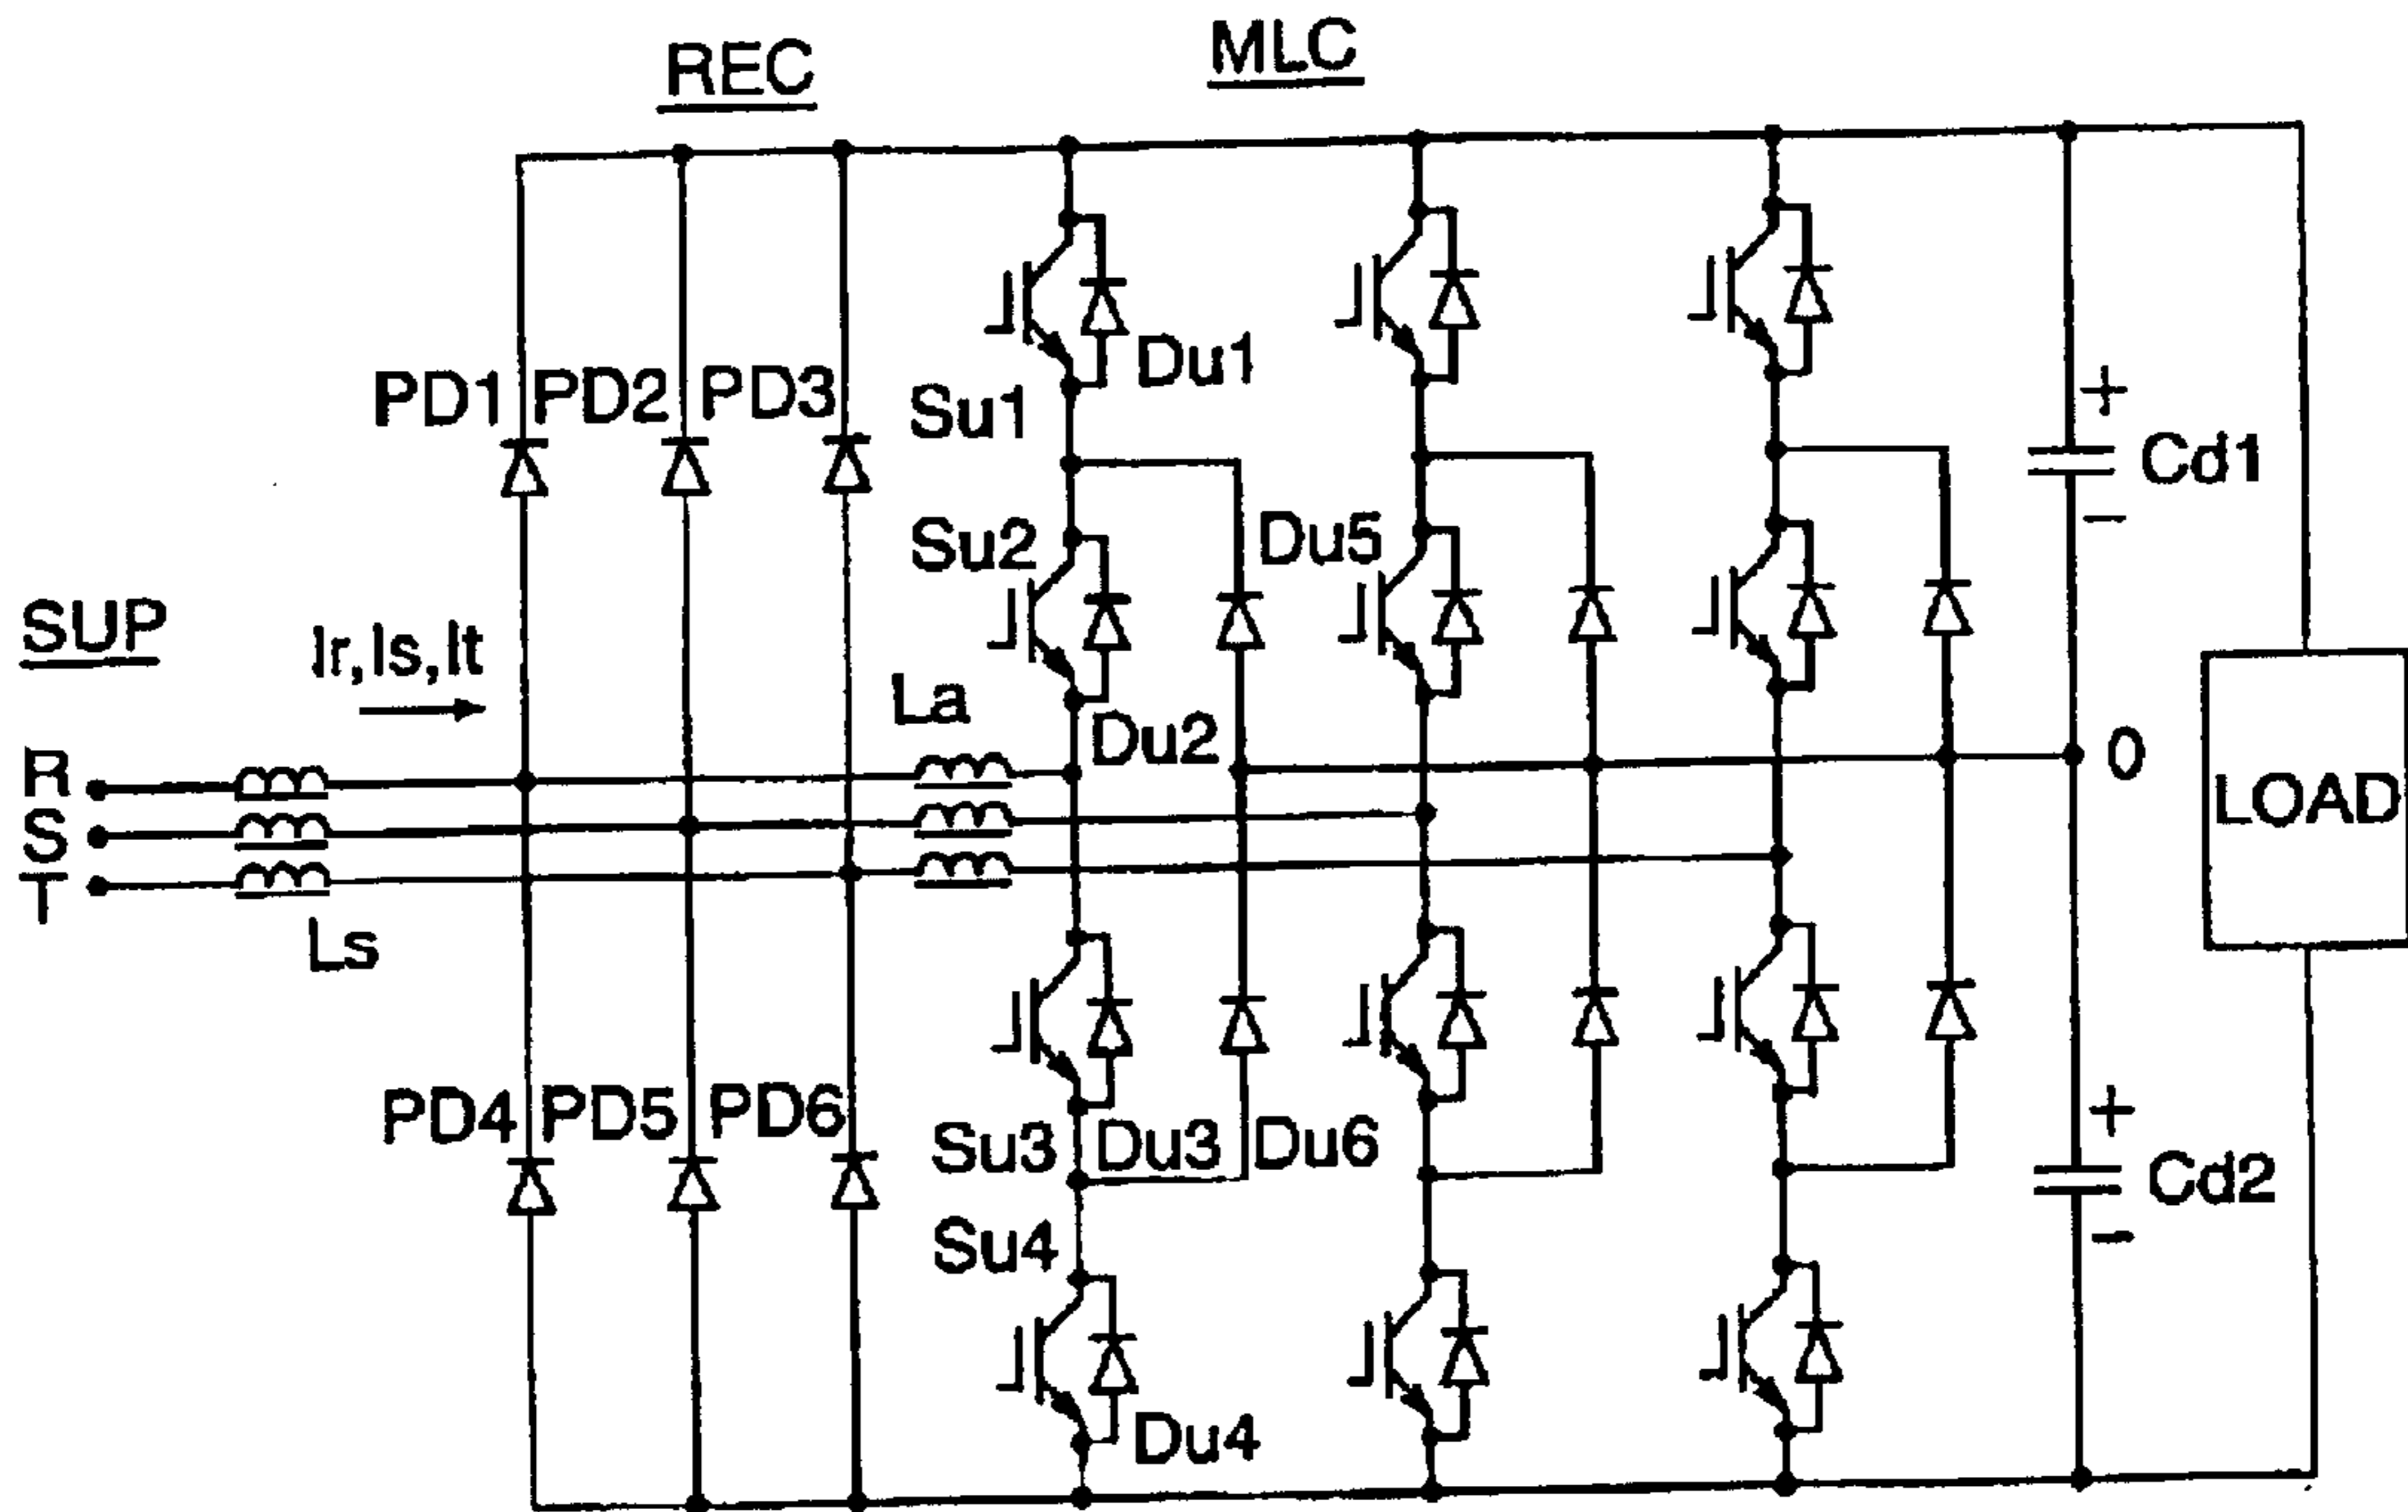 REC
MLC
PD1
PD2
PD3
Su1
Du1
+
Cd1
−
Su2
Du5
SUP
Ir,Is,It
La
Du2
0
R
S
T
LOAD
Ls
PD4
PD5
PD6
Su3
Du3
Du6
+
Cd2
−
Su4
Du4